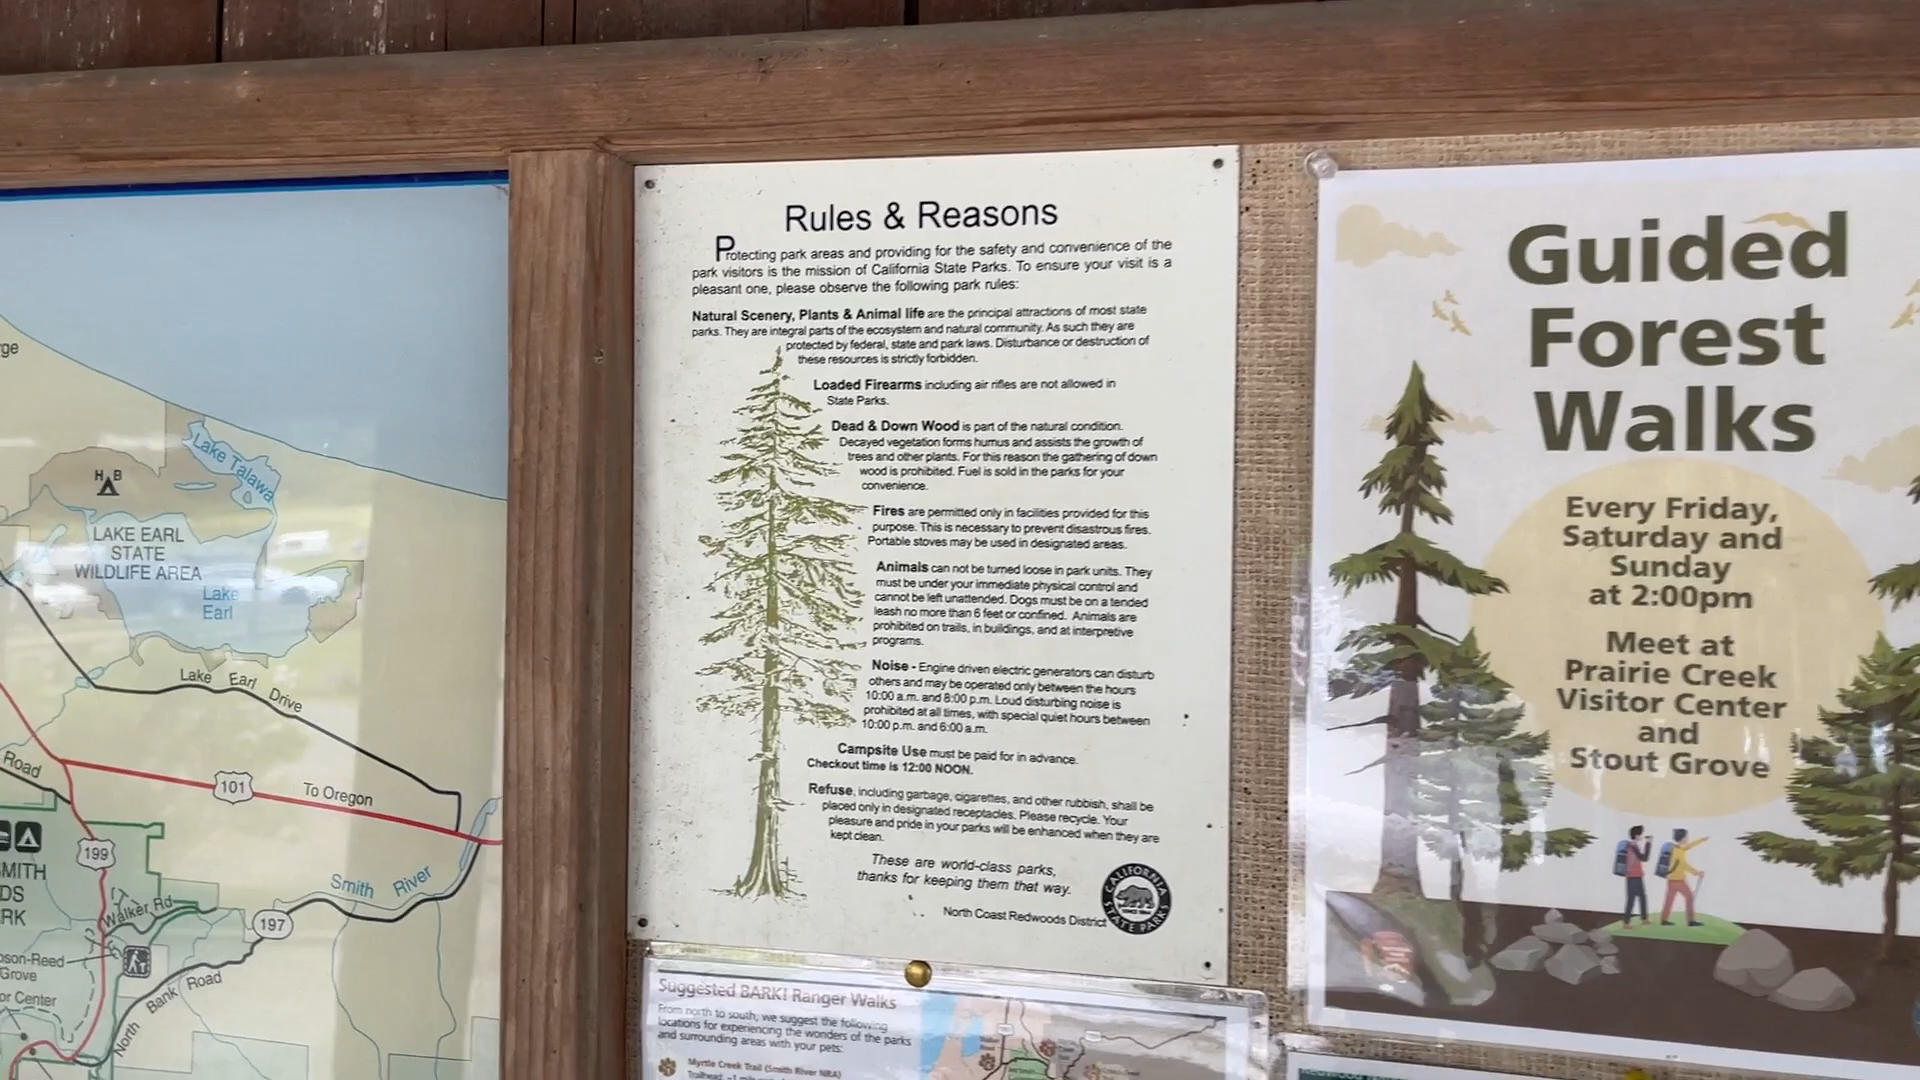 rge
Lake Talawa
H B
LAKE EARL
STATE
WILDLIFE AREA
Lake
Earl
Lake Earl Drive
Road
101
To Oregon
199
SMITH
DS
RK
Walker Rd
197
Smith River
son-Reed
Grove
or Center
North Bank Road
Rules & Reasons
Protecting park areas and providing for the safety and convenience of the
park visitors is the mission of California State Parks. To ensure your visit is a
pleasant one, please observe the following park rules:
Natural Scenery, Plants & Animal life are the principal attractions of most state
parks. They are integral parts of the ecosystem and natural community. As such they are
protected by federal, state and park laws. Disturbance or destruction of
these resources is strictly forbidden.
Loaded Firearms including air rifles are not allowed in
State Parks.
Dead & Down Wood is part of the natural condition.
Decayed vegetation forms humus and assists the growth of
trees and other plants. For this reason the gathering of down
wood is prohibited. Fuel is sold in the parks for your
convenience.
Fires are permitted only in facilities provided for this
purpose. This is necessary to prevent disastrous fires.
Portable stoves may be used in designated areas.
Animals can not be turned loose in park units. They
must be under your immediate physical control and
cannot be left unattended. Dogs must be on a tended
leash no more than 6 feet or confined. Animals are
prohibited on trails, in buildings, and at interpretive
programs.
Noise - Engine driven electric generators can disturb
others and may be operated only between the hours
10:00 a.m. and 8:00 p.m. Loud disturbing noise is
prohibited at all times, with special quiet hours between
10:00 p.m. and 6:00 a.m.
Campsite Use must be paid for in advance.
Checkout time is 12:00 NOON.
Refuse, including garbage, cigarettes, and other rubbish, shall be
placed only in designated receptacles. Please recycle. Your
pleasure and pride in your parks will be enhanced when they are
kept clean.
These are world-class parks,
thanks for keeping them that way.
North Coast Redwoods District
CALIFORNIA
SINCE 1864
STATE PARKS
Suggested BARK! Ranger Walks
From north to south, we suggest the following
locations for experiencing the wonders of the parks
and surrounding areas with your pets:
Myrtle Creek Trail (Smith River NRA)
Guided
Forest
Walks
Every Friday,
Saturday and
Sunday
at 2:00pm
Meet at
Prairie Creek
Visitor Center
and
Stout Grove